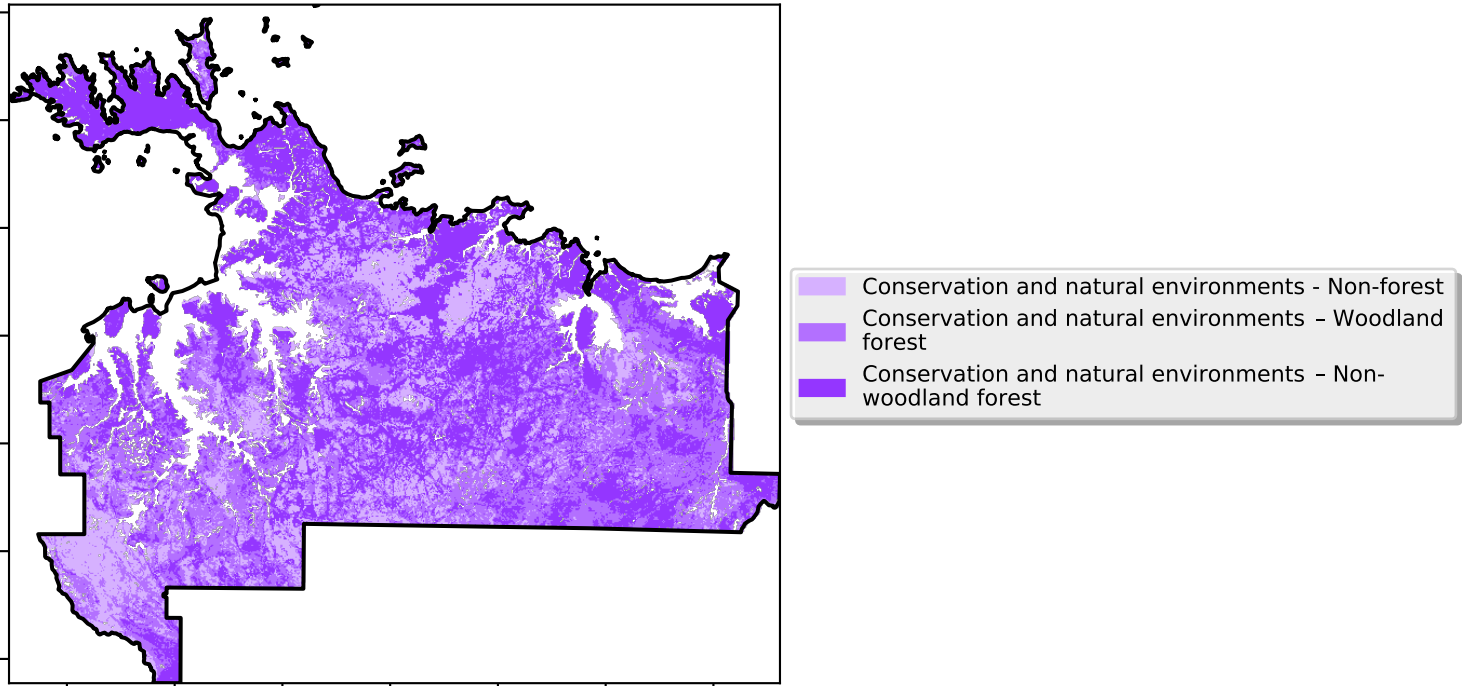 Conservation and natural environments - Non-forest
Conservation and natural environments – Woodland
forest
Conservation and natural environments – Non-
woodland forest